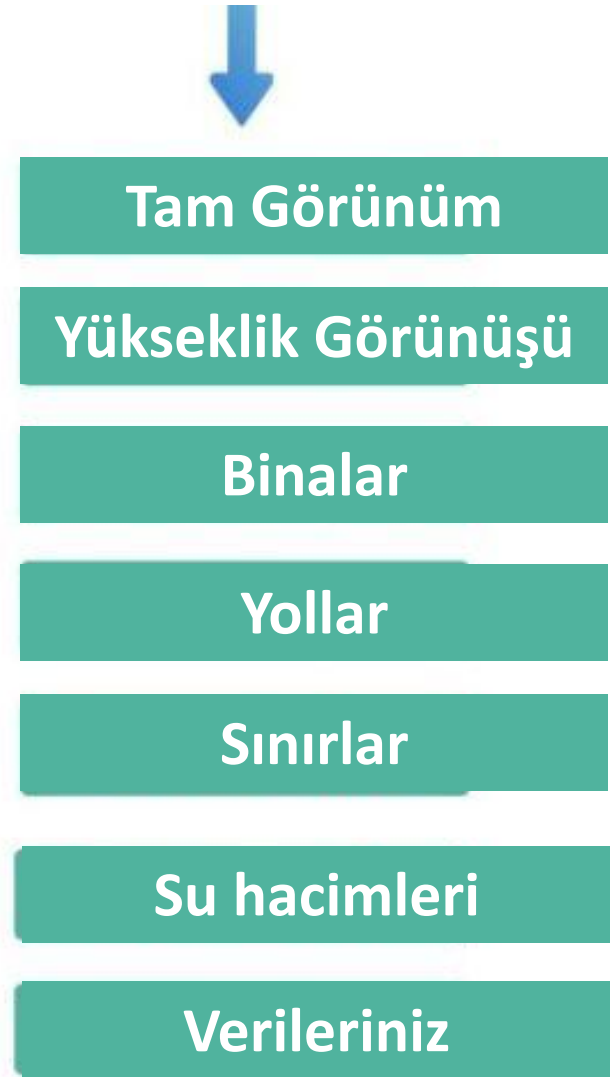 Tam Görünüm
Yükseklik Görünüşü
Binalar
Yollar
Sınırlar
Su hacimleri
Verileriniz